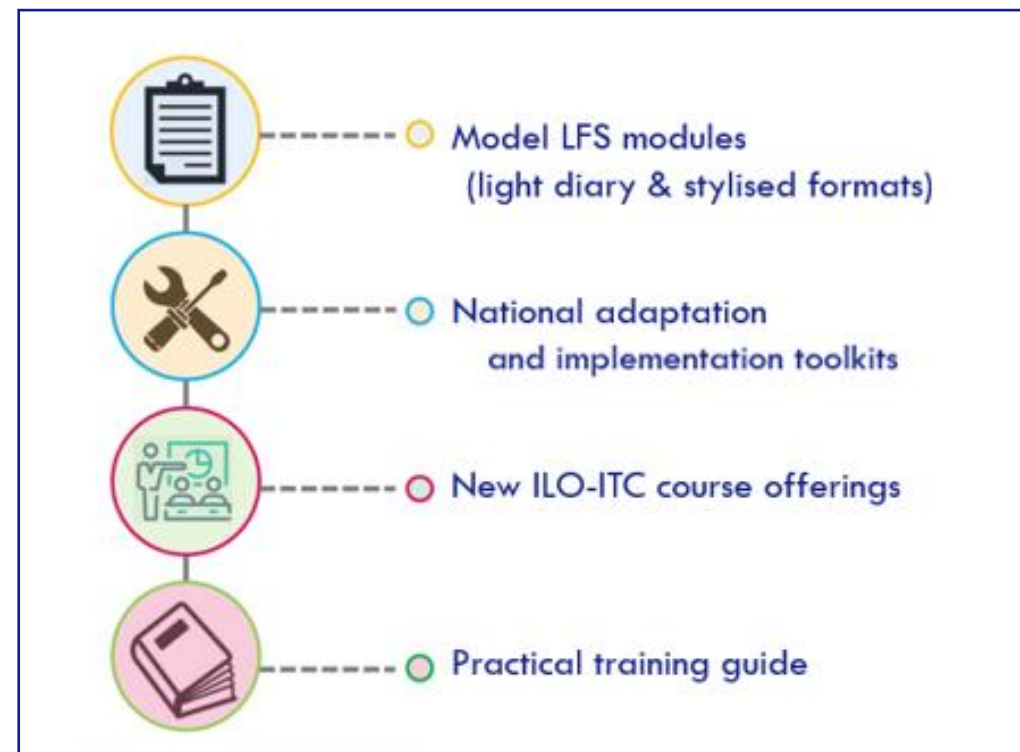 Model LFS modules
(light diary & stylised formats)
National adaptation
and implementation toolkits
New ILO-ITC course offerings
Practical training guide